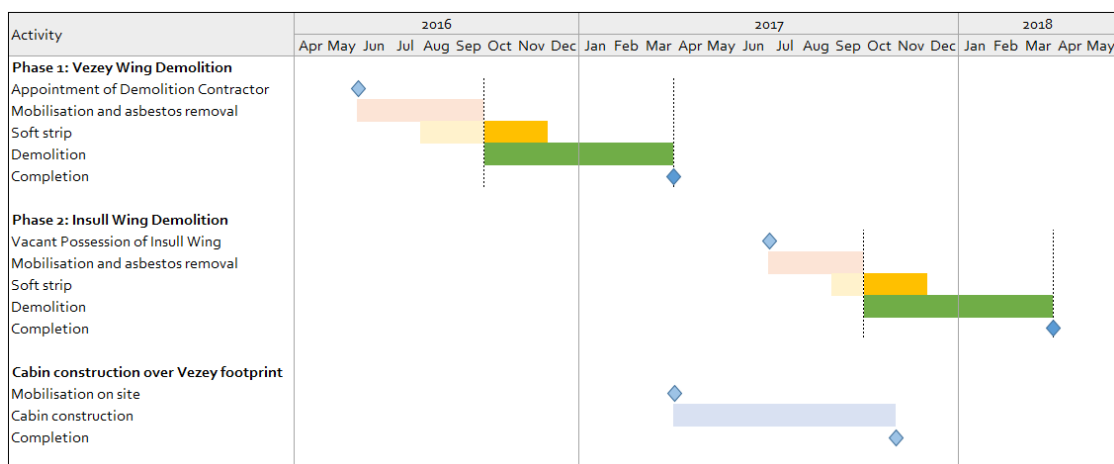 2016 2017 2018
Activity
Apr May Jun Jul Aug Sep Oct Nov Dec Jan Feb Mar Apr May Jun Jul Aug Sep Oct Nov Dec Jan Feb Mar Apr May
Phase 1: Vezey Wing Demolition
Appointment of Demolition Contractor
Mobilisation and asbestos removal
Soft strip
Demolition
Completion
Phase 2: Insull Wing Demolition
Vacant Possession of Insull Wing
Mobilisation and asbestos removal
Soft strip
Demolition
Completion
Cabin construction over Vezey footprint
Mobilisation on site
Cabin construction
Completion